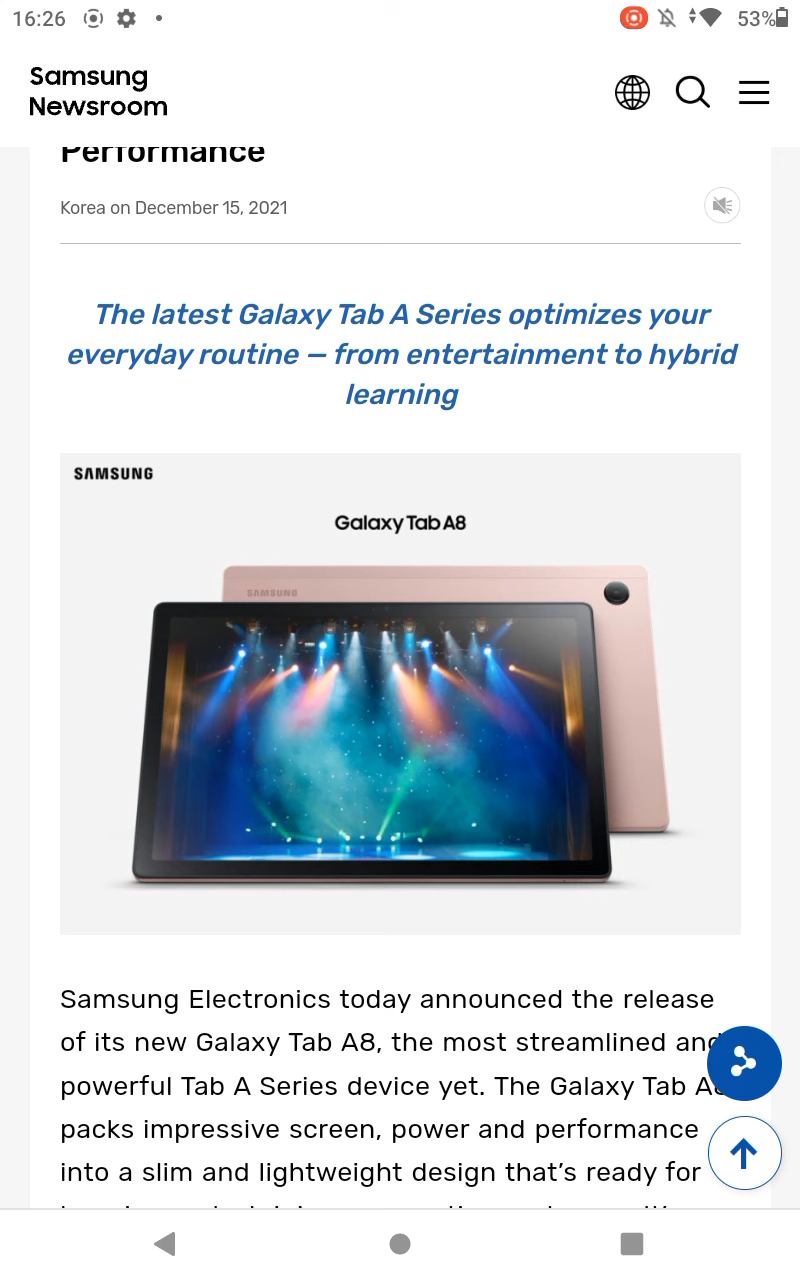 16:26
53%
Samsung
Newsroom
Performance
Korea on December 15, 2021
The latest Galaxy Tab A Series optimizes your
everyday routine – from entertainment to hybrid
learning
SAMSUNG
Galaxy Tab A8
SAMSUNG
Samsung Electronics today announced the release
of its new Galaxy Tab A8, the most streamlined and
powerful Tab A Series device yet. The Galaxy Tab A8
packs impressive screen, power and performance
into a slim and lightweight design that’s ready for